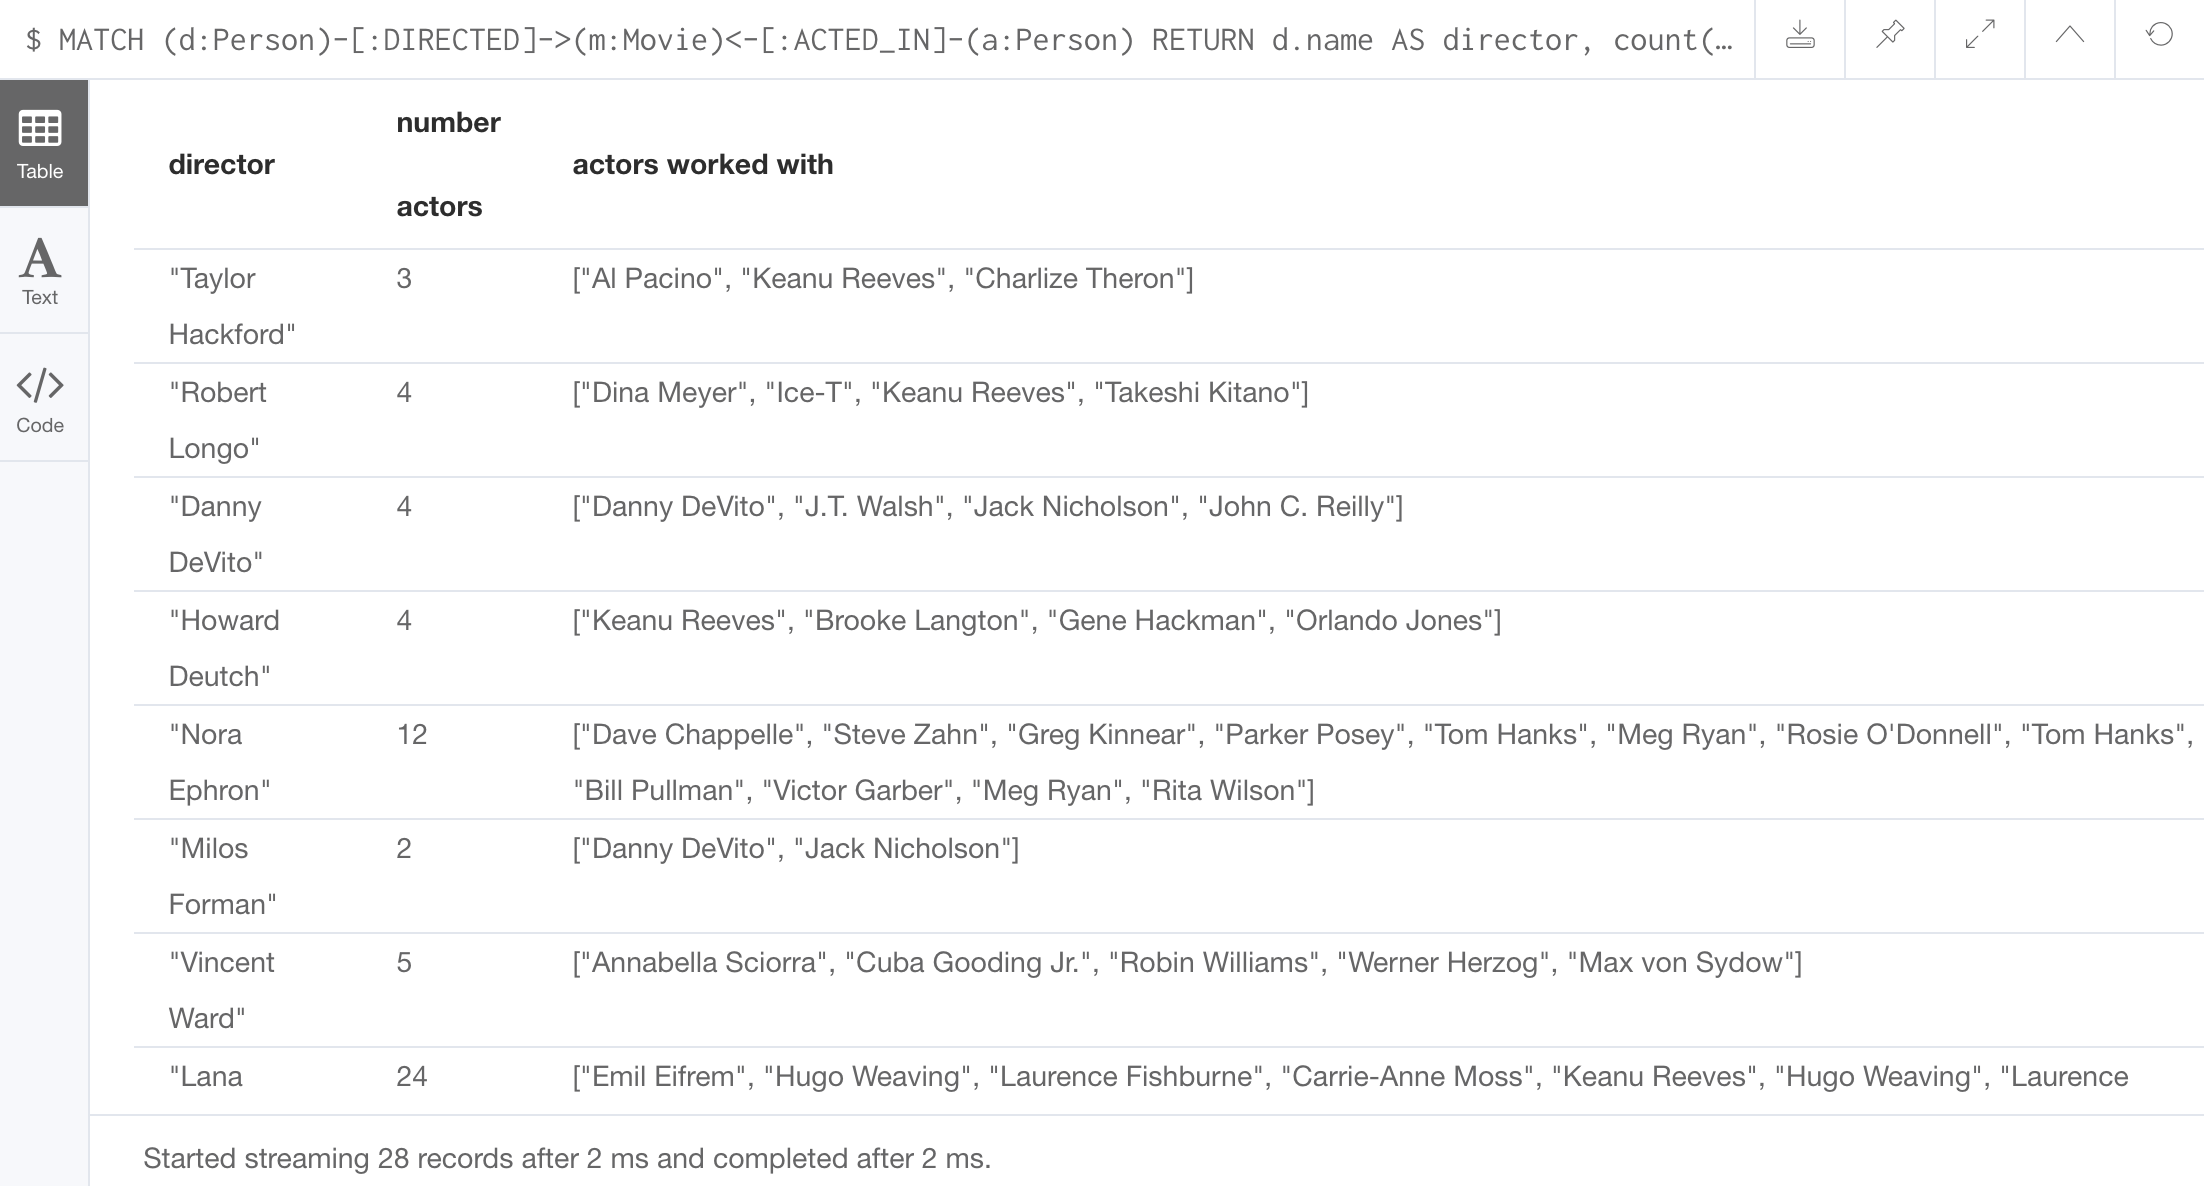 $ MATCH (d:Person)-[:DIRECTED]->(m:Movie)<-[:ACTED_IN]-(a:Person) RETURN d.name AS director, count(…
Table
Text
Code
director
number
actors
actors worked with
"Taylor
Hackford"
3
["Al Pacino", "Keanu Reeves", "Charlize Theron"]
"Robert
Longo"
4
["Dina Meyer", "Ice-T", "Keanu Reeves", "Takeshi Kitano"]
"Danny
DeVito"
4
["Danny DeVito", "J.T. Walsh", "Jack Nicholson", "John C. Reilly"]
"Howard
Deutch"
4
["Keanu Reeves", "Brooke Langton", "Gene Hackman", "Orlando Jones"]
"Nora
Ephron"
12
["Dave Chappelle", "Steve Zahn", "Greg Kinnear", "Parker Posey", "Tom Hanks", "Meg Ryan", "Rosie O'Donnell", "Tom Hanks",
"Bill Pullman", "Victor Garber", "Meg Ryan", "Rita Wilson"]
"Milos
Forman"
2
["Danny DeVito", "Jack Nicholson"]
"Vincent
Ward"
5
["Annabella Sciorra", "Cuba Gooding Jr.", "Robin Williams", "Werner Herzog", "Max von Sydow"]
"Lana
24
["Emil Eifrem", "Hugo Weaving", "Laurence Fishburne", "Carrie-Anne Moss", "Keanu Reeves", "Hugo Weaving", "Laurence
Started streaming 28 records after 2 ms and completed after 2 ms.